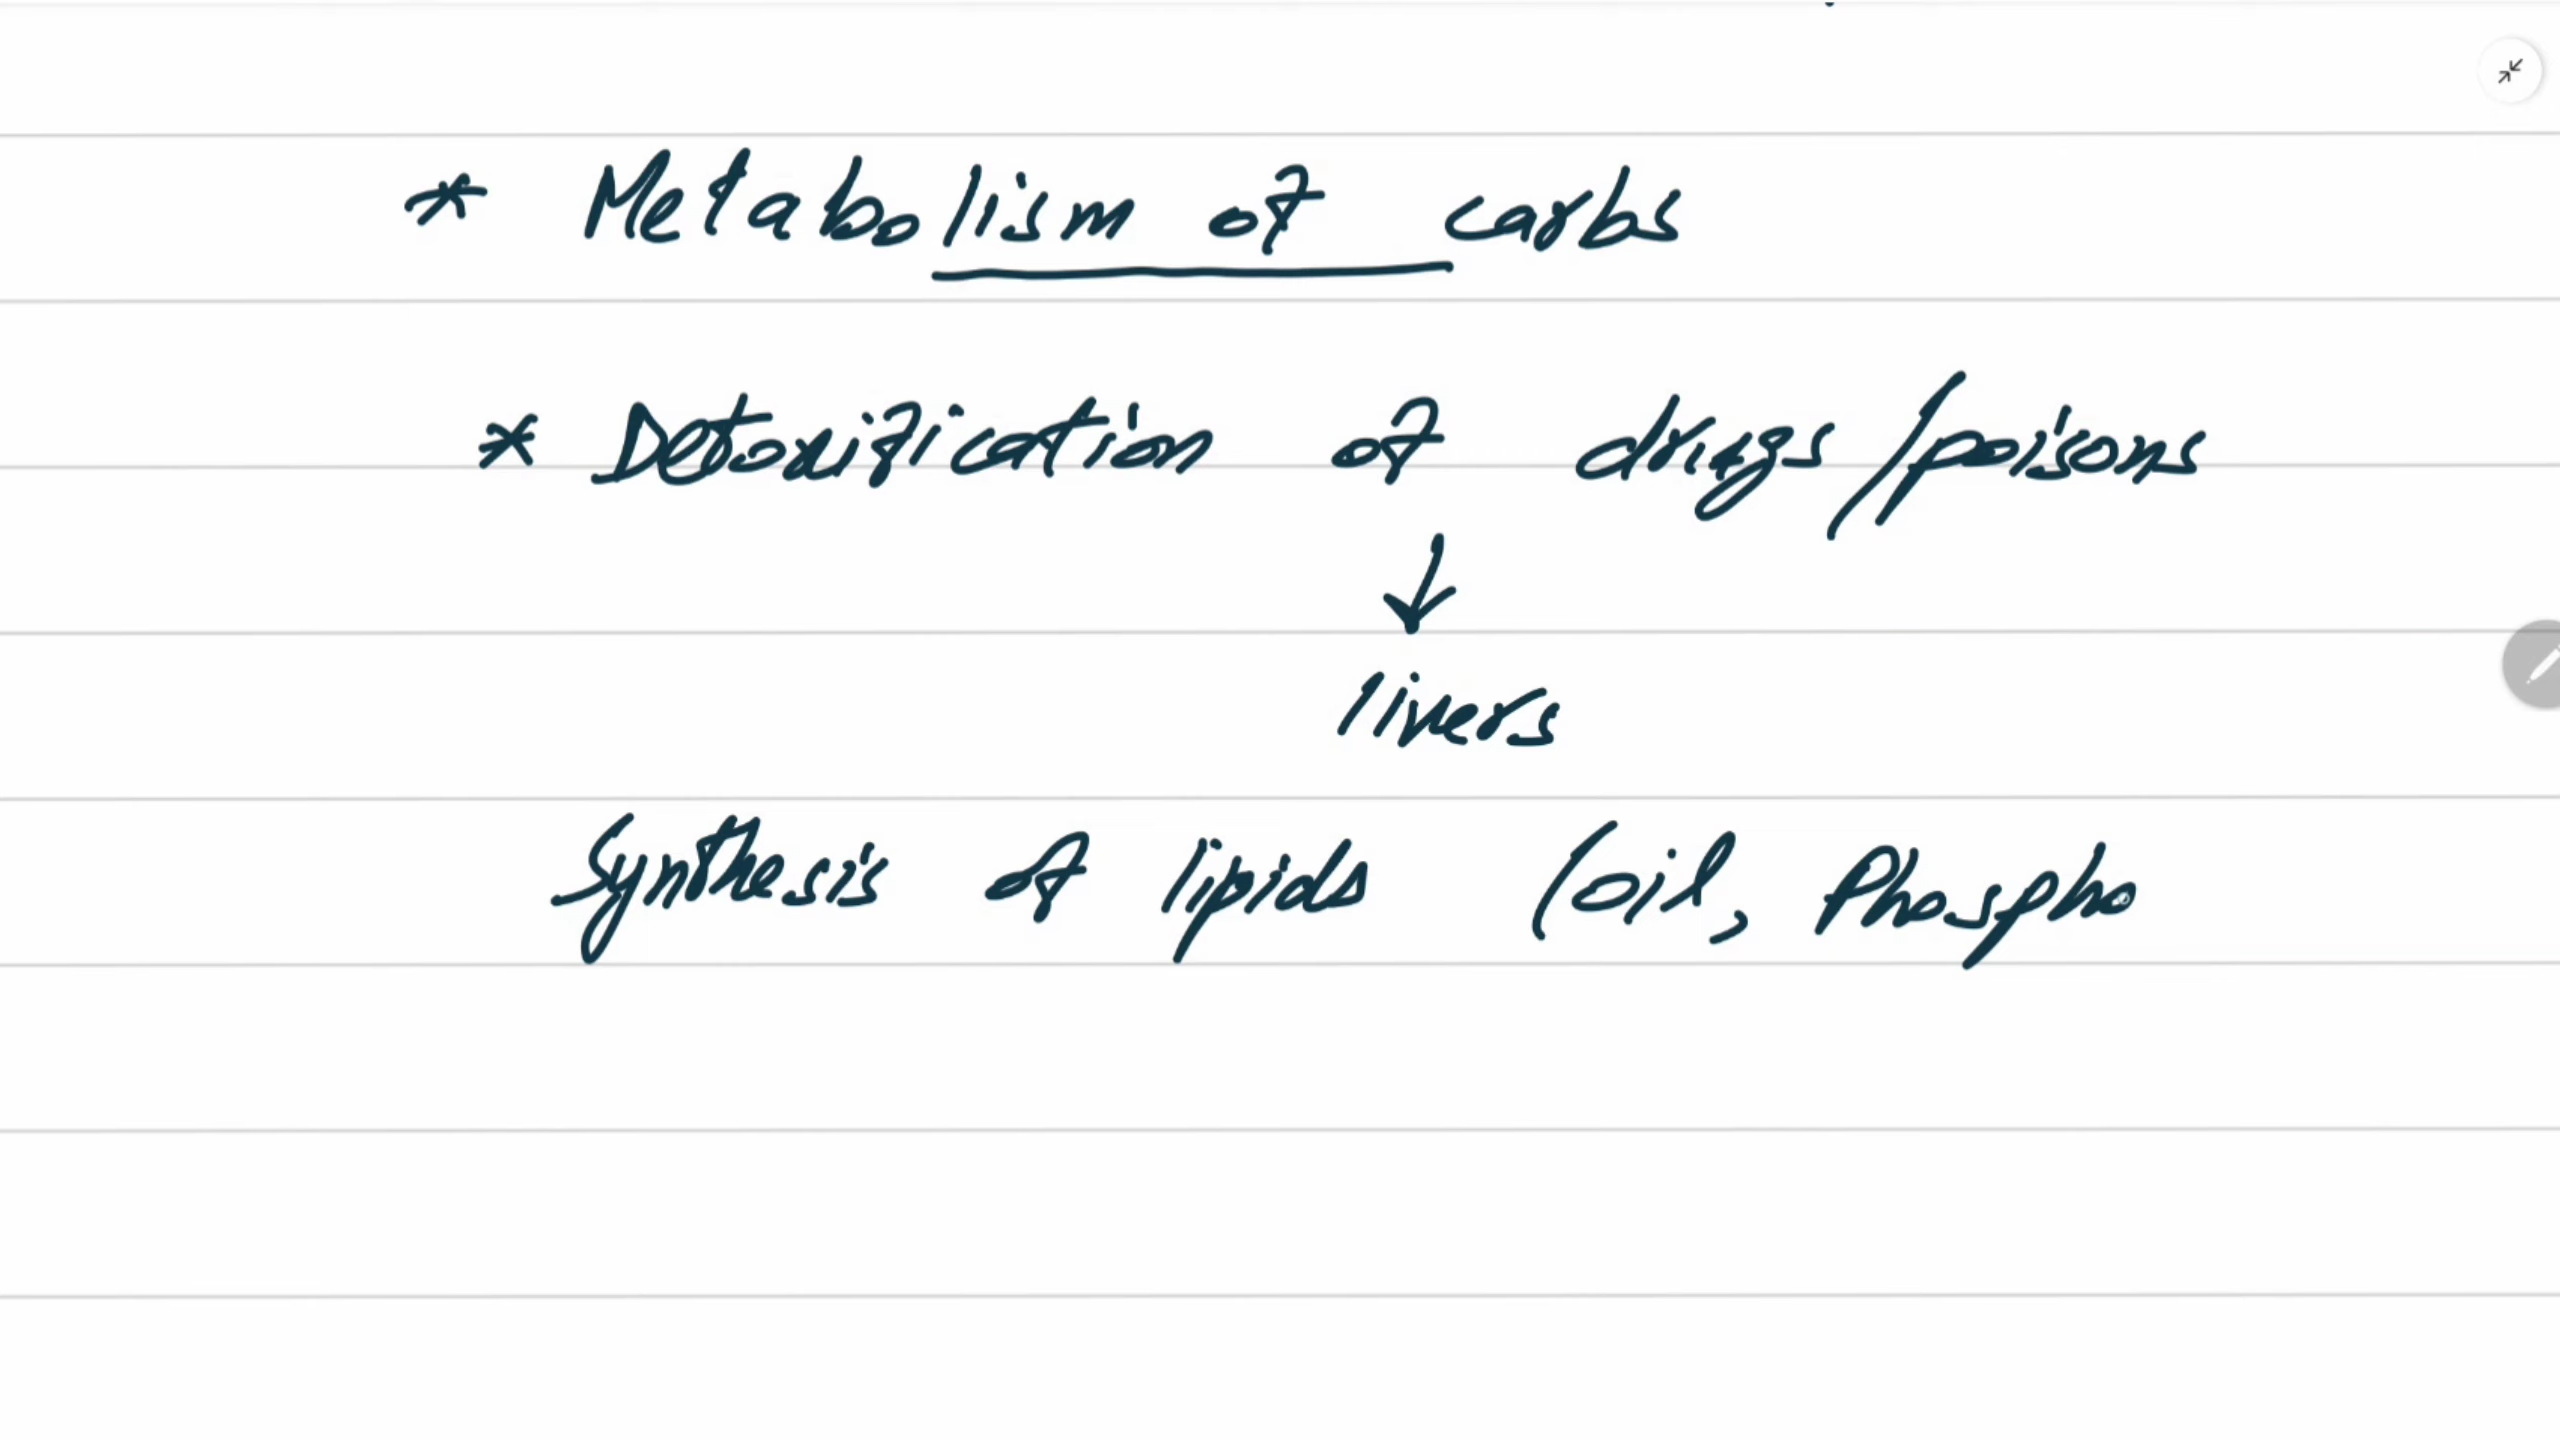 * Metabolism of carbs
* Detoxification of drugs/poisons
↓
livers
Synthesis of lipids (oil, Phospho